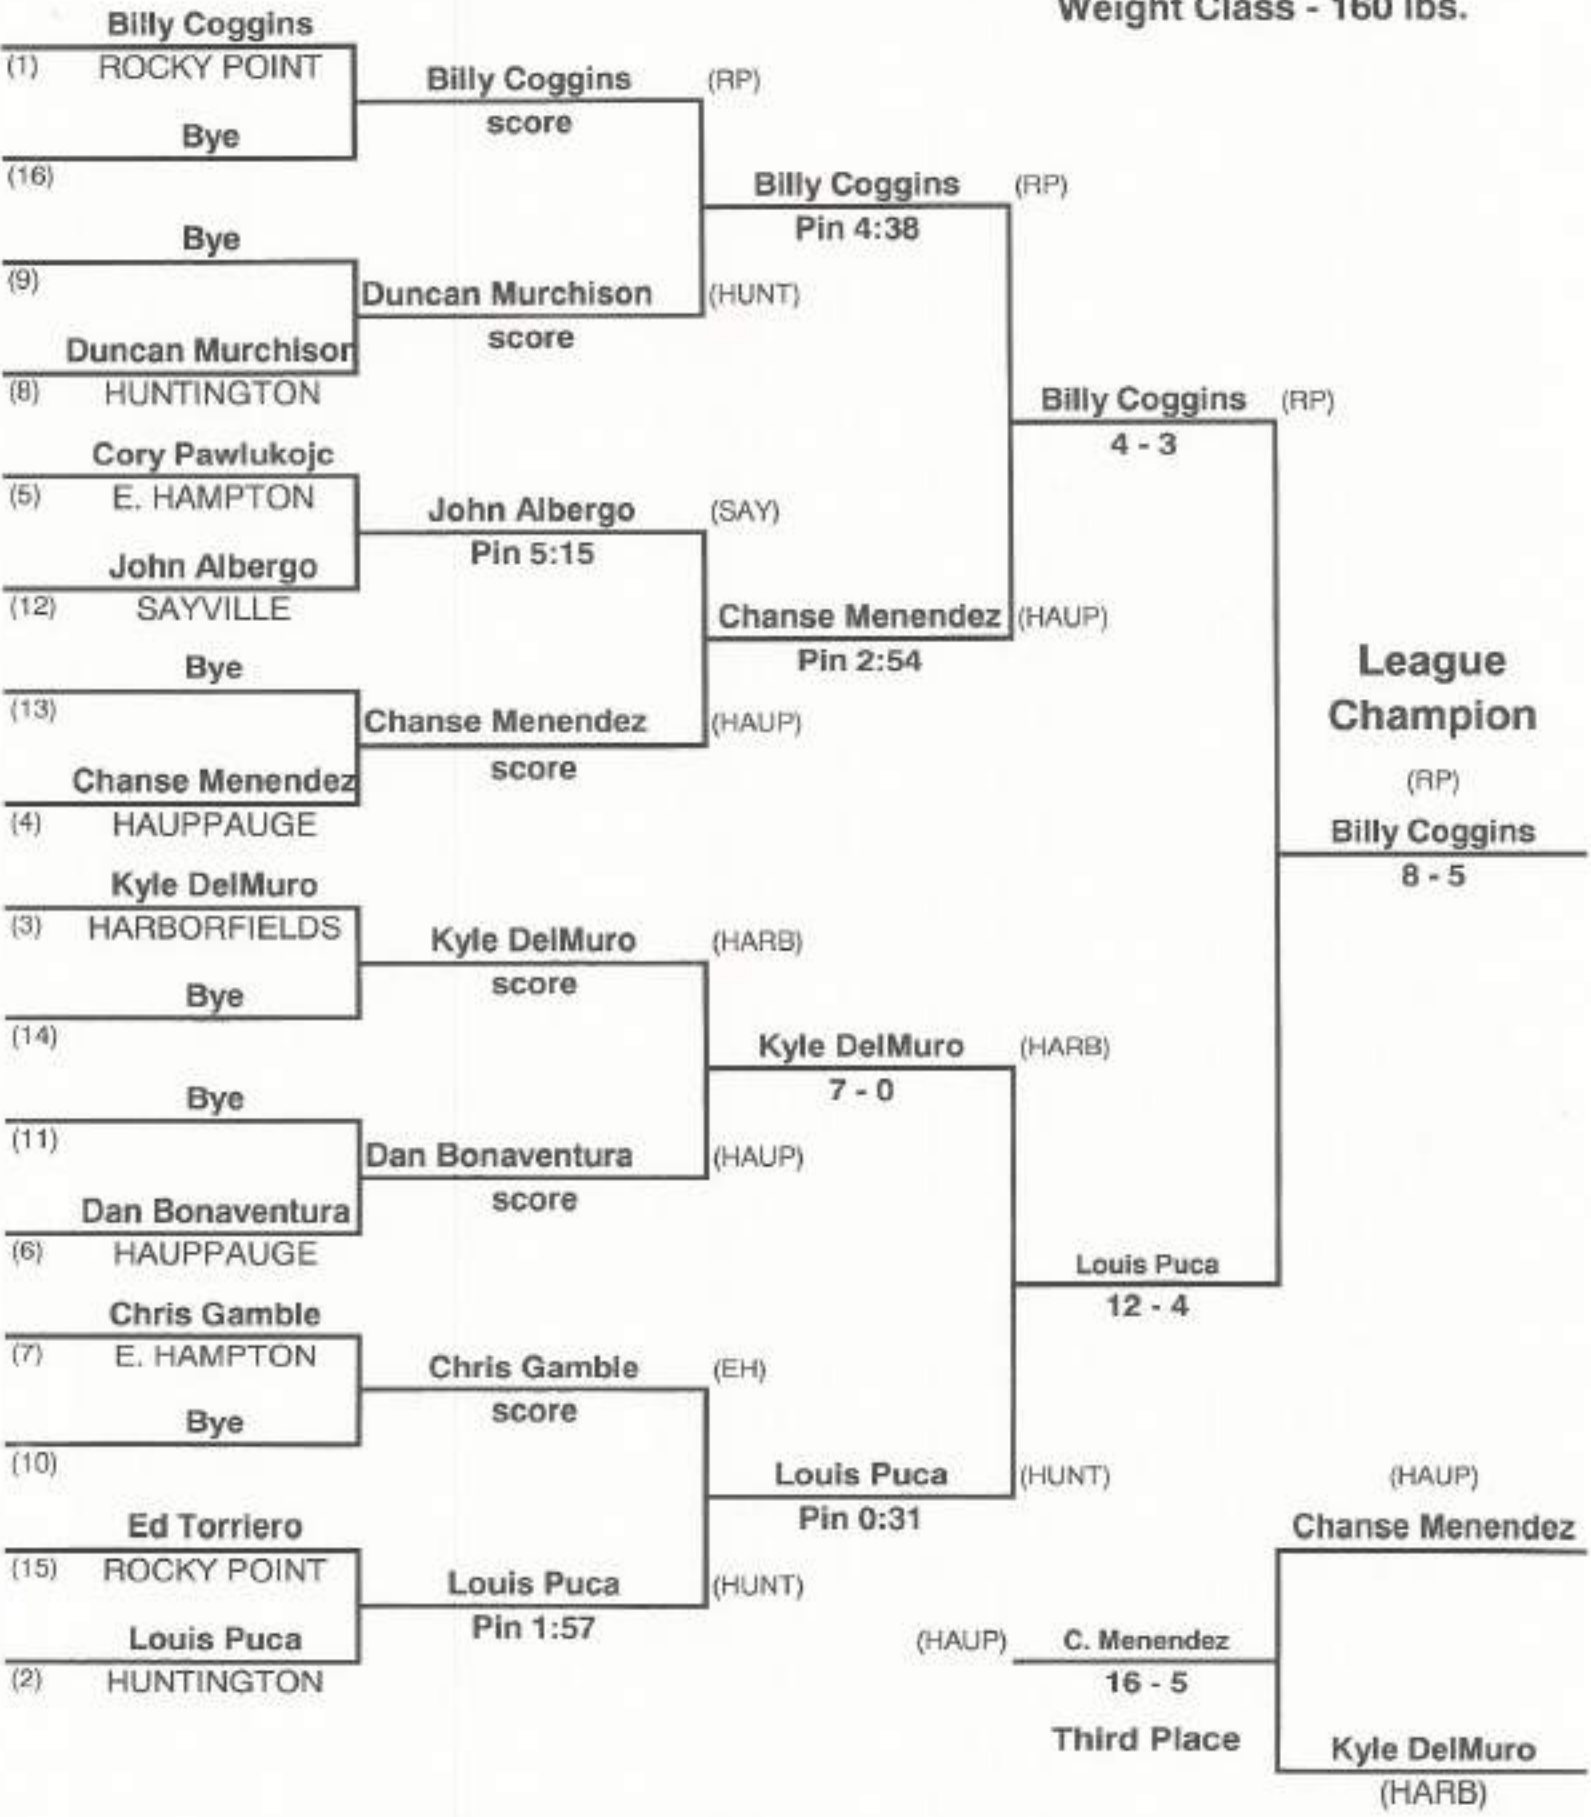 Weight Class - 160 lbs.
Billy Coggins
(1) ROCKY POINT
Bye
(16)
Bye
(9)
Duncan Murchison
(8) HUNTINGTON
Cory Pawlukojc
(5) E. HAMPTON
John Albergo
(12) SAYVILLE
Bye
(13)
Chanse Menendez
(4) HAUPPAUGE
Kyle DelMuro
(3) HARBORFIELDS
Bye
(14)
Bye
(11)
Dan Bonaventura
(6) HAUPPAUGE
Chris Gamble
(7) E. HAMPTON
Bye
(10)
Ed Torriero
(15) ROCKY POINT
Louis Puca
(2) HUNTINGTON
Billy Coggins (RP)
score
Duncan Murchison (HUNT)
score
John Albergo (SAY)
Pin 5:15
Chanse Menendez (HAUP)
score
Kyle DelMuro (HARB)
score
Dan Bonaventura (HAUP)
score
Chris Gamble (EH)
score
Louis Puca (HUNT)
Pin 1:57
Billy Coggins (RP)
Pin 4:38
Chanse Menendez (HAUP)
Pin 2:54
Kyle DelMuro (HARB)
7 - 0
Louis Puca (HUNT)
Pin 0:31
Billy Coggins (RP)
4 - 3
Louis Puca
12 - 4
League
Champion
(RP)
Billy Coggins
8 - 5
(HAUP)
Chanse Menendez
(HAUP) C. Menendez
16 - 5
Third Place
Kyle DelMuro
(HARB)